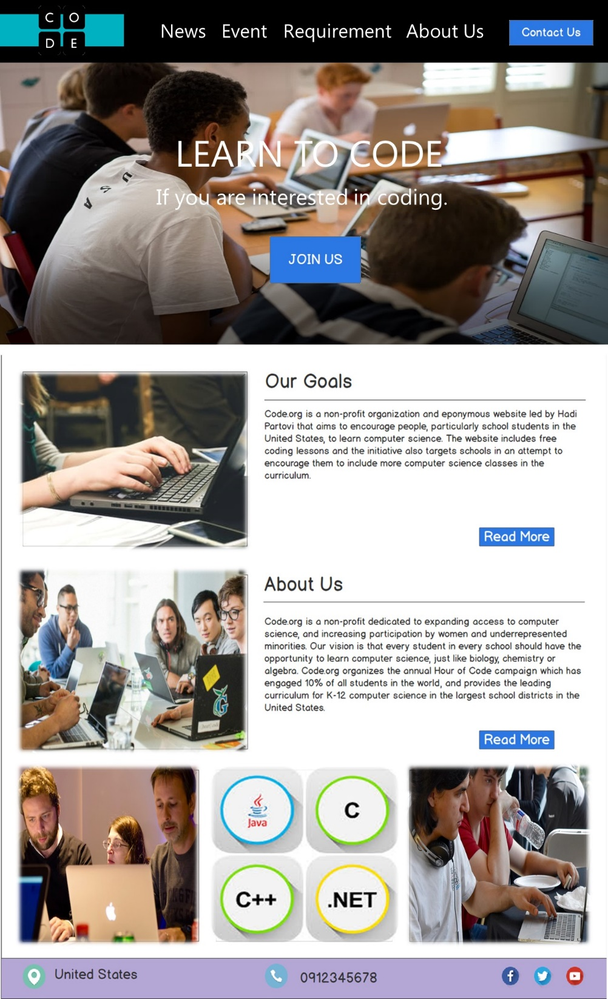 C O
D E
News Event Requirement About Us Contact Us
LEARN TO CODE
If you are interested in coding.
JOIN US
USA
Our Goals
Code.org is a non-profit organization and eponymous website led by Hadi
Partovi that aims to encourage people, particularly school students in the
United States, to learn computer science. The website includes free
coding lessons and the initiative also targets schools in an attempt to
encourage them to include more computer science classes in the
curriculum.
Read More
About Us
Code.org is a non-profit dedicated to expanding access to computer
science, and increasing participation by women and underrepresented
minorities. Our vision is that every student in every school should have the
opportunity to learn computer science, just like biology, chemistry or
algebra. Code.org organizes the annual Hour of Code campaign which has
engaged 10% of all students in the world, and provides the leading
curriculum for K-12 computer science in the largest school districts in the
United States.
Read More
Java
C
C++
.NET
United States
0912345678